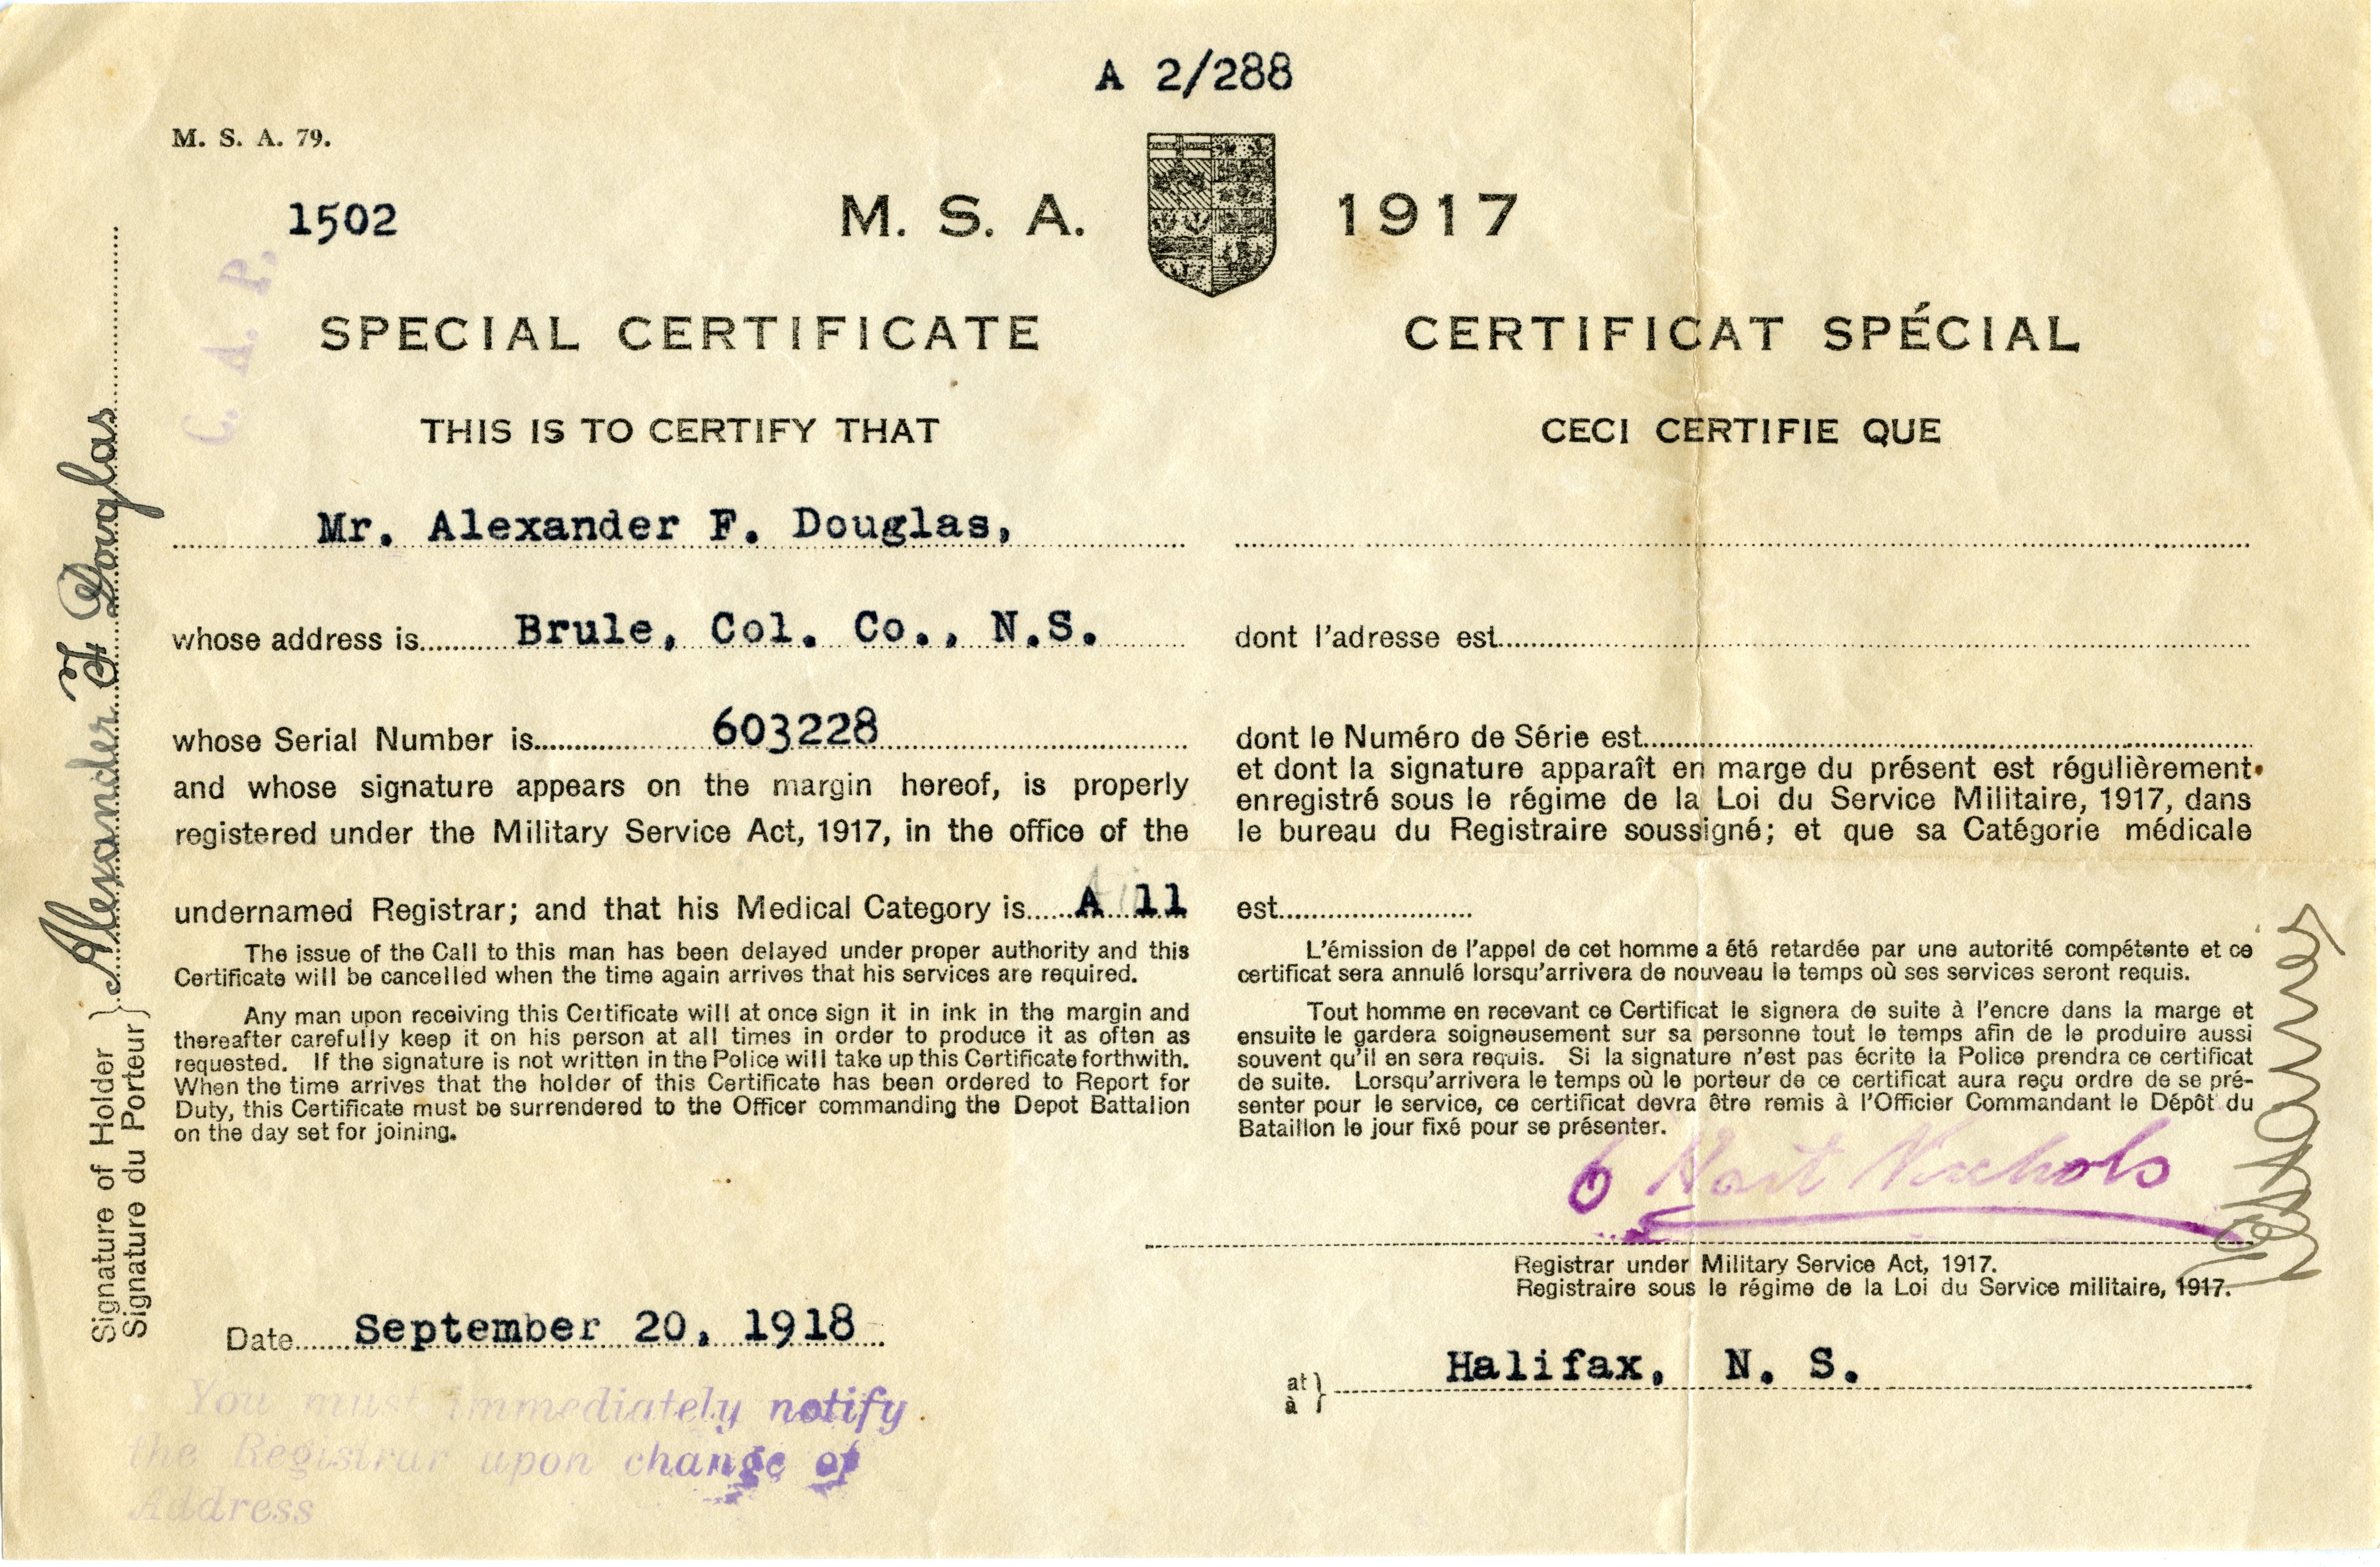 A 2/288
M. S. A. 79.
1502
M. S. A. 1917
C. A. P.
SPECIAL CERTIFICATE
THIS IS TO CERTIFY THAT
Mr. Alexander F. Douglas,
whose address is Brule, Col. Co., N.S.
whose Serial Number is 603228
and whose signature appears on the margin hereof, is properly
registered under the Military Service Act, 1917, in the office of the
undernamed Registrar; and that his Medical Category is A 11
The issue of the Call to this man has been delayed under proper authority and this
Certificate will be cancelled when the time again arrives that his services are required.
Any man upon receiving this Certificate will at once sign it in ink in the margin and
thereafter carefully keep it on his person at all times in order to produce it as often as
requested. If the signature is not written in the Police will take up this Certificate forthwith.
When the time arrives that the holder of this Certificate has been ordered to Report for
Duty, this Certificate must be surrendered to the Officer commanding the Depot Battalion
on the day set for joining.
Date September 20, 1918
You must immediately notify
the Registrar upon change of
Address
CERTIFICAT SPÉCIAL
CECI CERTIFIE QUE
dont l'adresse est
dont le Numéro de Série est
et dont la signature apparaît en marge du présent est régulièrement
enregistré sous le régime de la Loi du Service Militaire, 1917, dans
le bureau du Registraire soussigné; et que sa Catégorie médicale
est
L'émission de l'appel de cet homme a été retardée par une autorité compétente et ce
certificat sera annulé lorsqu'arrivera de nouveau le temps où ses services seront requis.
Tout homme en recevant ce Certificat le signera de suite à l'encre dans la marge et
ensuite le gardera soigneusement sur sa personne tout le temps afin de le produire aussi
souvent qu'il en sera requis. Si la signature n'est pas écrite la Police prendra ce certificat
de suite. Lorsqu'arrivera le temps où le porteur de ce certificat aura reçu ordre de se pré-
senter pour le service, ce certificat devra être remis à l'Officier Commandant le Dépôt du
Bataillon le jour fixé pour se présenter.
Hart Nichols
Registrar under Military Service Act, 1917.
Registraire sous le régime de la Loi du Service militaire, 1917.
at
à } Halifax, N. S.
Signature of Holder
Signature du Porteur } Alexander F Douglas